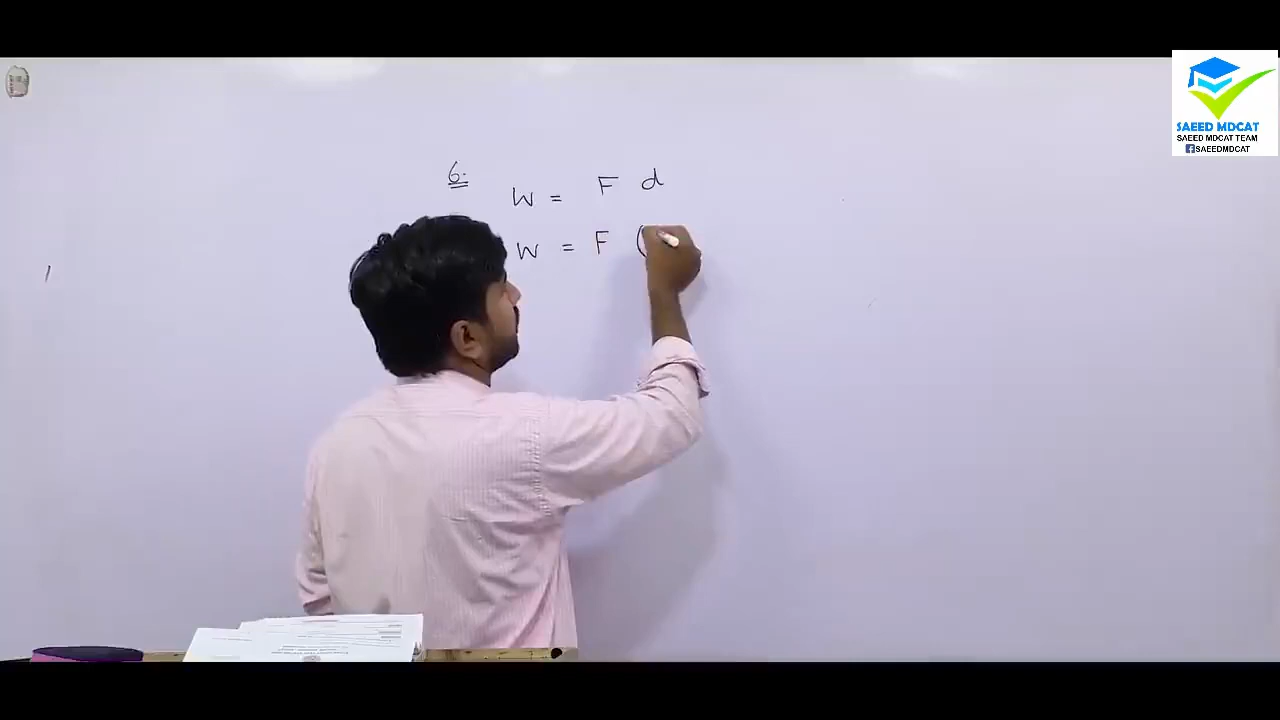 6.
W = F d
W = F (
SAEED MDCAT
SAEED MDCAT TEAM
SAEEDMDCAT